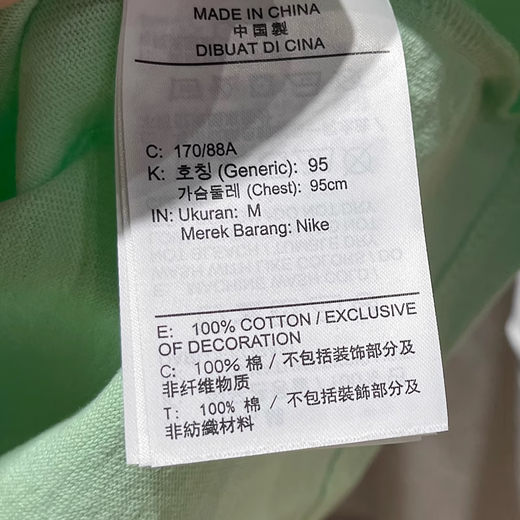 MADE IN CHINA
中国製
DIBUAT DI CINA
C: 170/88A
K: 호칭 (Generic): 95
가슴둘레 (Chest): 95cm
IN: Ukuran: M
Merek Barang: Nike
E: 100% COTTON / EXCLUSIVE
OF DECORATION
C: 100% 棉 / 不包括装饰部分及
非纤维物质
T: 100% 棉 / 不包括裝飾部分及
非紡織材料